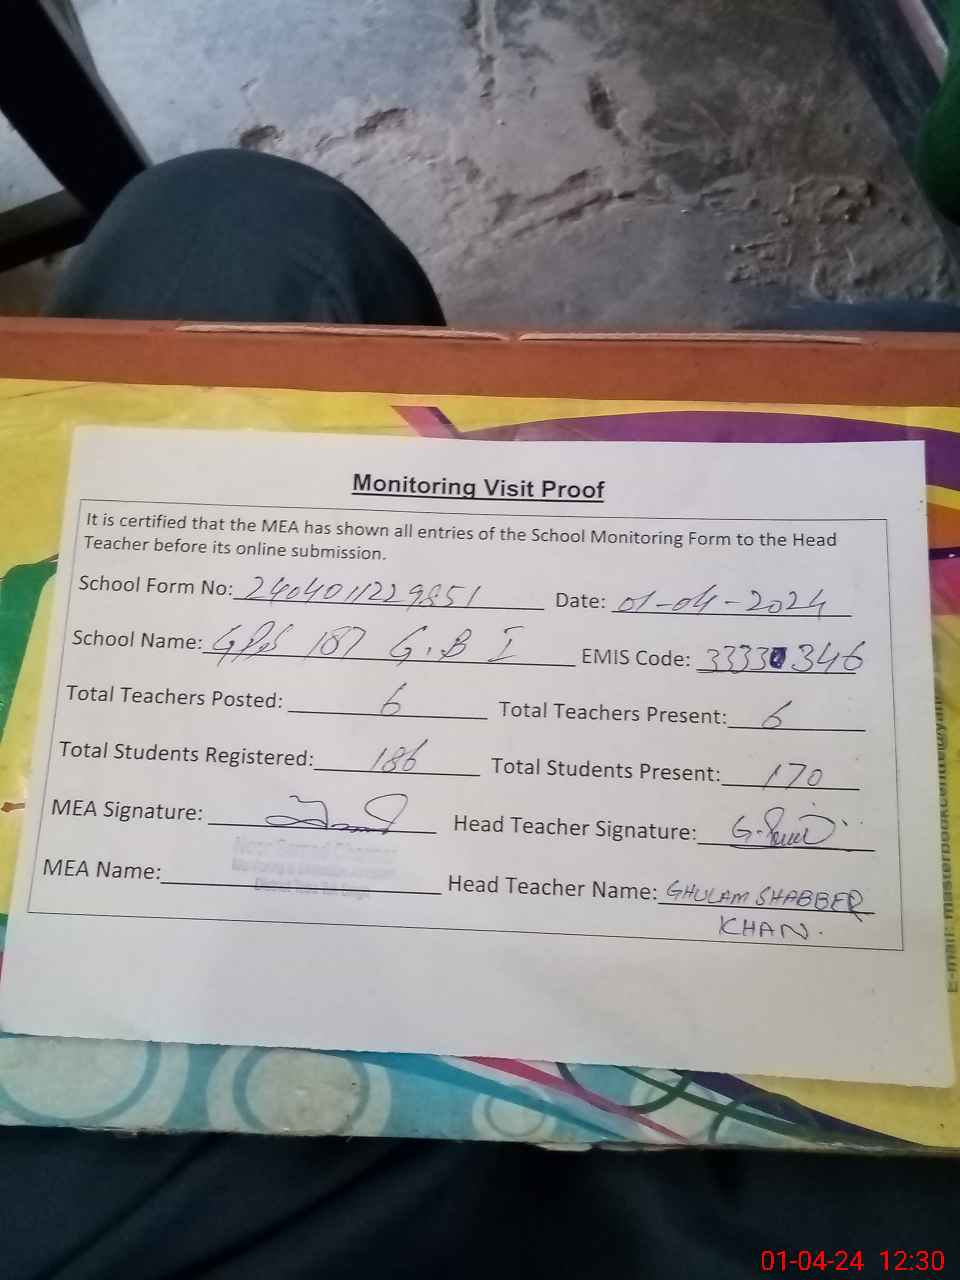 Monitoring Visit Proof
It is certified that the MEA has shown all entries of the School Monitoring Form to the Head
Teacher before its online submission.
School Form No: 2404011229851 Date: 01-04-2024
School Name: GPS 187 G.B I EMIS Code: 33330346
Total Teachers Posted: 6 Total Teachers Present: 6
Total Students Registered: 186 Total Students Present: 170
MEA Signature: Head Teacher Signature:
MEA Name: Head Teacher Name: GHULAM SHABBER
KHAN.
01-04-24 12:30